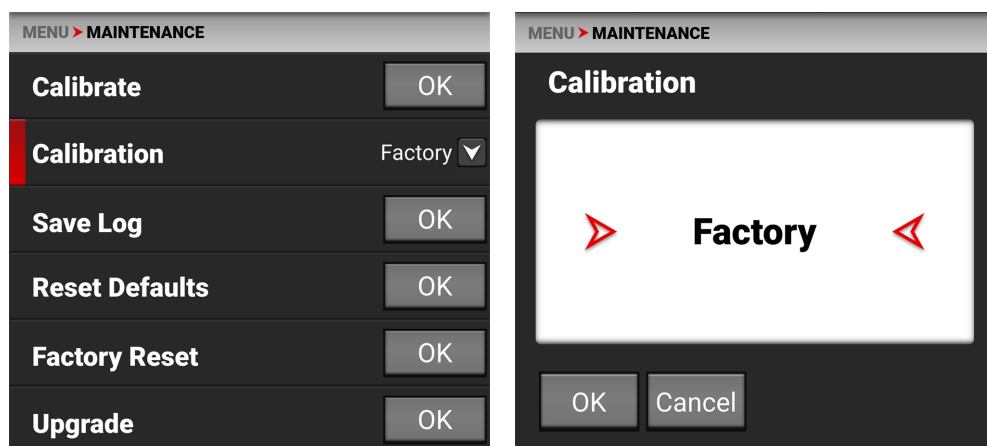 MENU > MAINTENANCE
Calibrate OK
Calibration Factory
Save Log OK
Reset Defaults OK
Factory Reset OK
Upgrade OK
MENU > MAINTENANCE
Calibration
Factory
OK Cancel